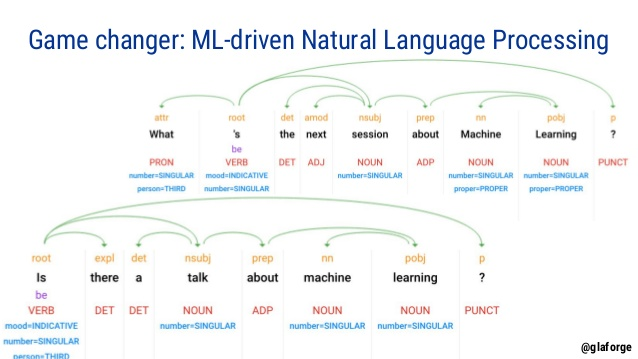 Game changer: ML-driven Natural Language Processing
attr root det amod nsubj prep nn pobj p
What 's the next session about Machine Learning ?
be
PRON VERB DET ADJ NOUN ADP NOUN NOUN PUNCT
number=SINGULAR mood=INDICATIVE number=SINGULAR number=SINGULAR number=SINGULAR
person=THIRD number=SINGULAR proper=PROPER proper=PROPER
root expl det nsubj prep nn pobj p
Is there a talk about machine learning ?
be
VERB DET DET NOUN ADP NOUN NOUN PUNCT
mood=INDICATIVE number=SINGULAR number=SINGULAR number=SINGULAR
number=SINGULAR
person=THIRD
@glaforge